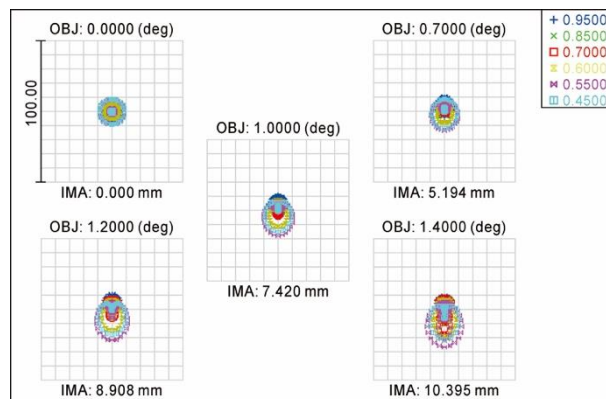 OBJ: 0.0000 (deg)
100.00
IMA: 0.000 mm
OBJ: 0.7000 (deg)
IMA: 5.194 mm
OBJ: 1.0000 (deg)
IMA: 7.420 mm
OBJ: 1.2000 (deg)
IMA: 8.908 mm
OBJ: 1.4000 (deg)
IMA: 10.395 mm
0.9500
0.8500
0.7000
0.6000
0.5500
0.4500